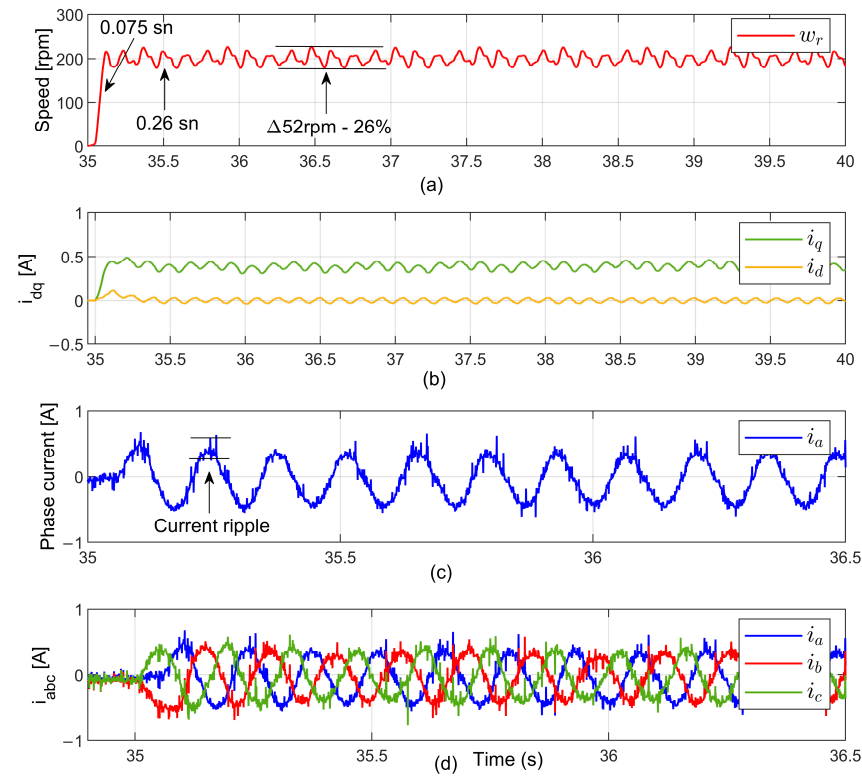 300
0.075 sn
w_r
200
Speed [rpm]
100
0.26 sn
Δ52rpm - 26%
0
35 35.5 36 36.5 37 37.5 38 38.5 39 39.5 40
(a)
1
i_q
0.5
i_d
i_dq [A]
0
−0.5
35 35.5 36 36.5 37 37.5 38 38.5 39 39.5 40
(b)
1
i_a
Phase current [A]
0
Current ripple
−1
35 35.5 36 36.5
(c)
1
i_a
i_b
i_abc [A]
0
i_c
−1
35 35.5 36 36.5
Time (s)
(d)